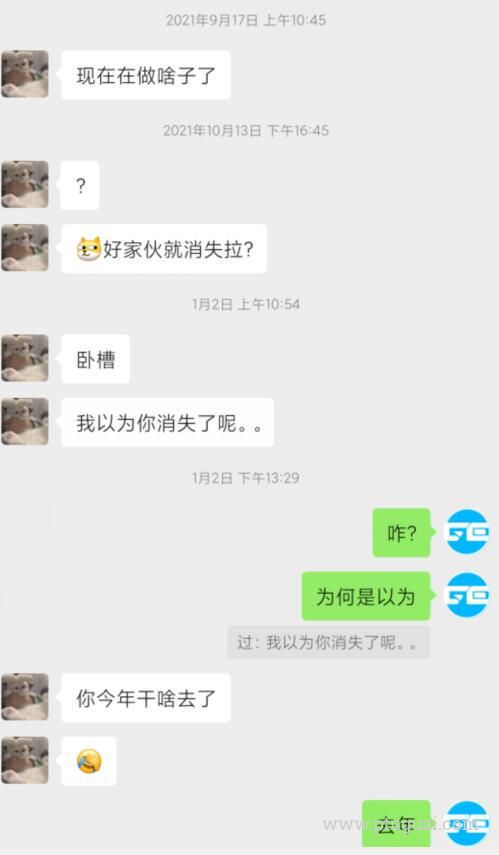 2021年9月17日 上午10:45
现在在做啥子了
2021年10月13日 下午16:45
?
好家伙就消失拉?
1月2日 上午10:54
卧槽
我以为你消失了呢。。
1月2日 下午13:29
咋?
为何是以为
过: 我以为你消失了呢。。
你今年干啥去了
去年